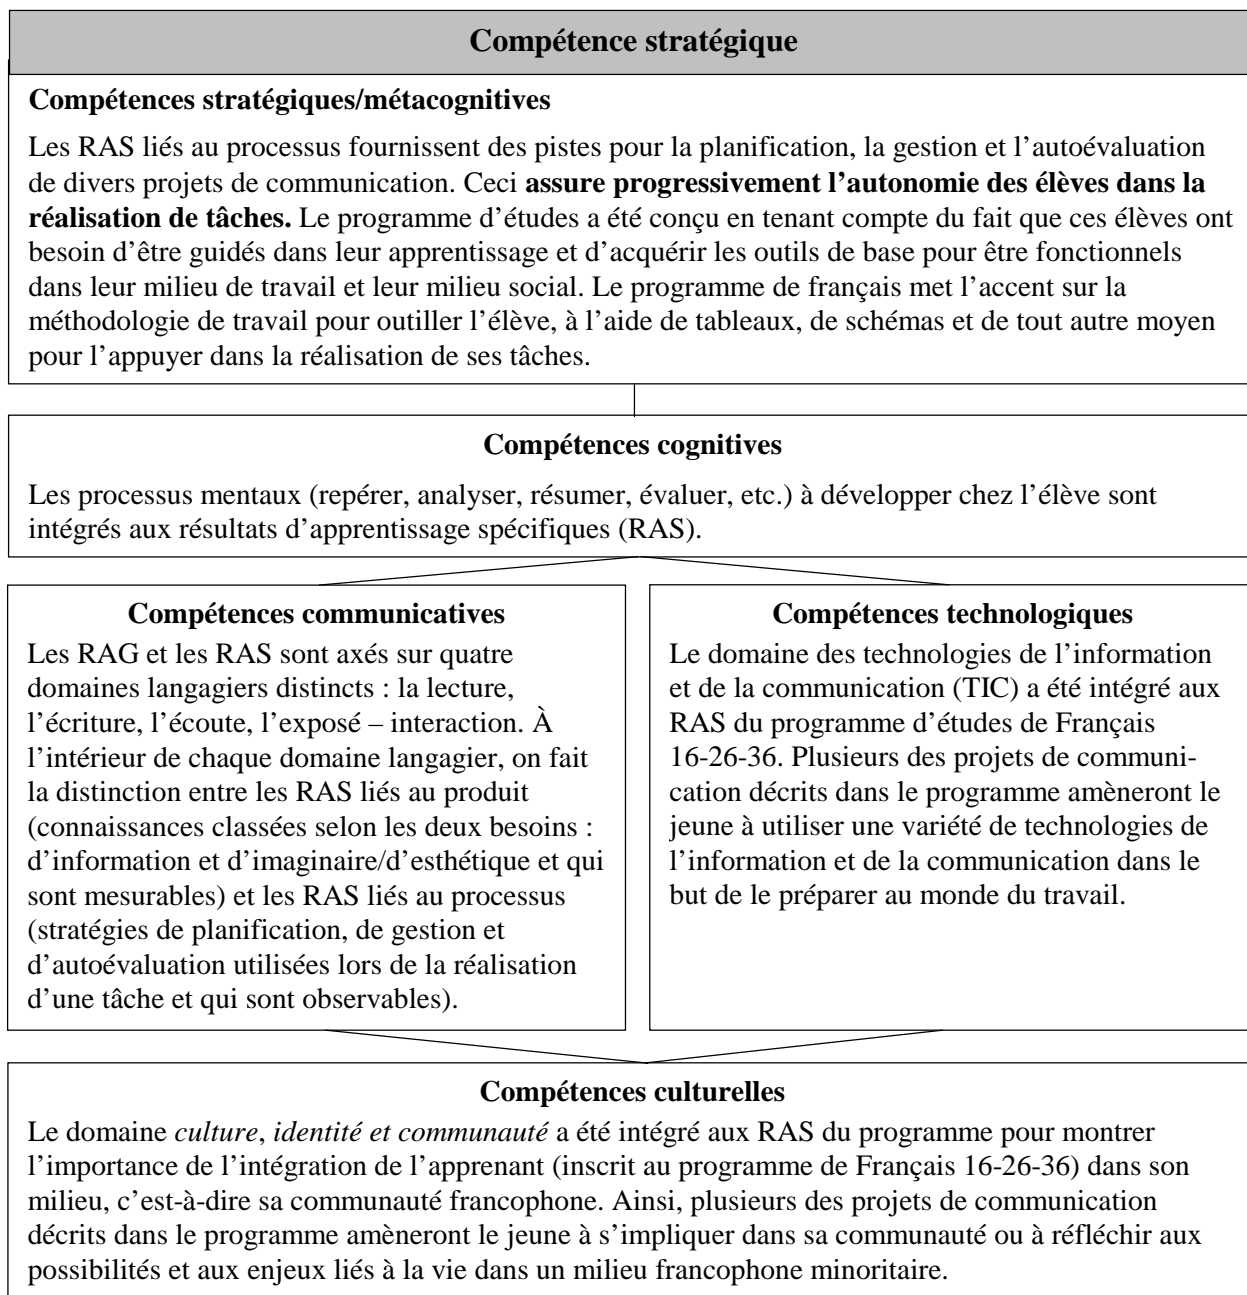 Compétence stratégique
Compétences stratégiques/métacognitives
Les RAS liés au processus fournissent des pistes pour la planification, la gestion et l’autoévaluation
de divers projets de communication. Ceci assure progressivement l’autonomie des élèves dans la
réalisation de tâches. Le programme d’études a été conçu en tenant compte du fait que ces élèves ont
besoin d’être guidés dans leur apprentissage et d’acquérir les outils de base pour être fonctionnels
dans leur milieu de travail et leur milieu social. Le programme de français met l’accent sur la
méthodologie de travail pour outiller l’élève, à l’aide de tableaux, de schémas et de tout autre moyen
pour l’appuyer dans la réalisation de ses tâches.
Compétences cognitives
Les processus mentaux (repérer, analyser, résumer, évaluer, etc.) à développer chez l’élève sont
intégrés aux résultats d’apprentissage spécifiques (RAS).
Compétences communicatives
Les RAG et les RAS sont axés sur quatre
domaines langagiers distincts : la lecture,
l’écriture, l’écoute, l’exposé – interaction. À
l’intérieur de chaque domaine langagier, on fait
la distinction entre les RAS liés au produit
(connaissances classées selon les deux besoins :
d’information et d’imaginaire/d’esthétique et qui
sont mesurables) et les RAS liés au processus
(stratégies de planification, de gestion et
d’autoévaluation utilisées lors de la réalisation
d’une tâche et qui sont observables).
Compétences technologiques
Le domaine des technologies de l’information
et de la communication (TIC) a été intégré aux
RAS du programme d’études de Français
16-26-36. Plusieurs des projets de communi-
cation décrits dans le programme amèneront le
jeune à utiliser une variété de technologies de
l’information et de la communication dans le
but de le préparer au monde du travail.
Compétences culturelles
Le domaine culture, identité et communauté a été intégré aux RAS du programme pour montrer
l’importance de l’intégration de l’apprenant (inscrit au programme de Français 16-26-36) dans son
milieu, c’est-à-dire sa communauté francophone. Ainsi, plusieurs des projets de communication
décrits dans le programme amèneront le jeune à s’impliquer dans sa communauté ou à réfléchir aux
possibilités et aux enjeux liés à la vie dans un milieu francophone minoritaire.